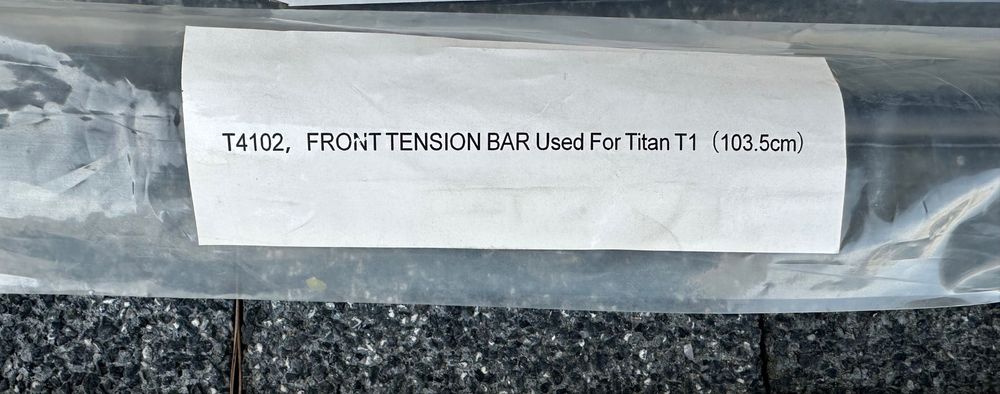 T4102，FRONT TENSION BAR Used For Titan T1（103.5cm）